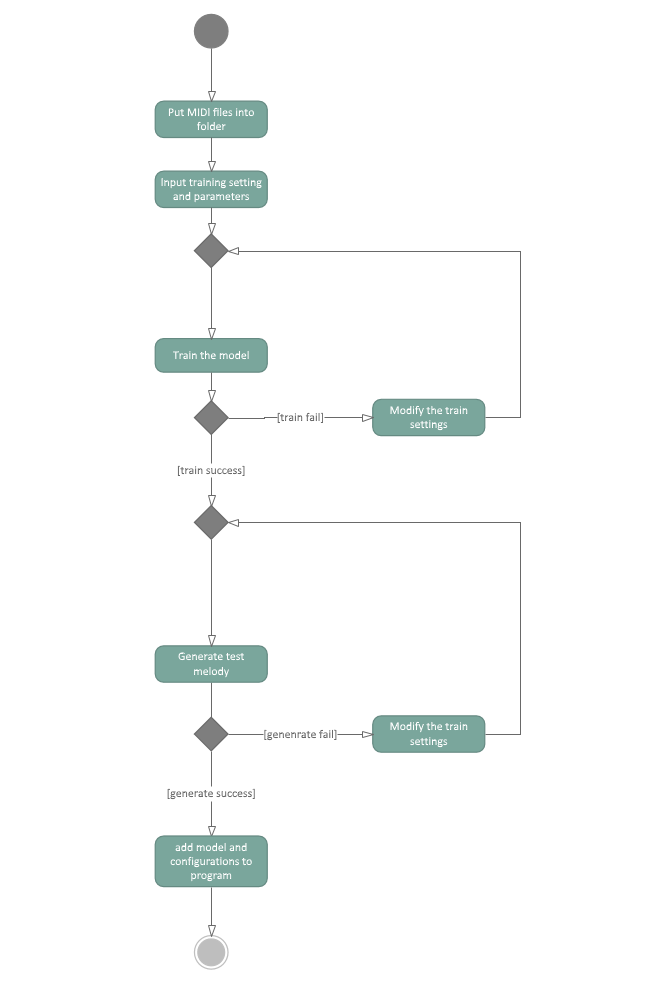 Put MIDI files into
folder
Input training setting
and parameters
Train the model
[train fail]
Modify the train
settings
[train success]
Generate test
melody
[genenrate fail]
Modify the train
settings
[generate success]
add model and
configurations to
program